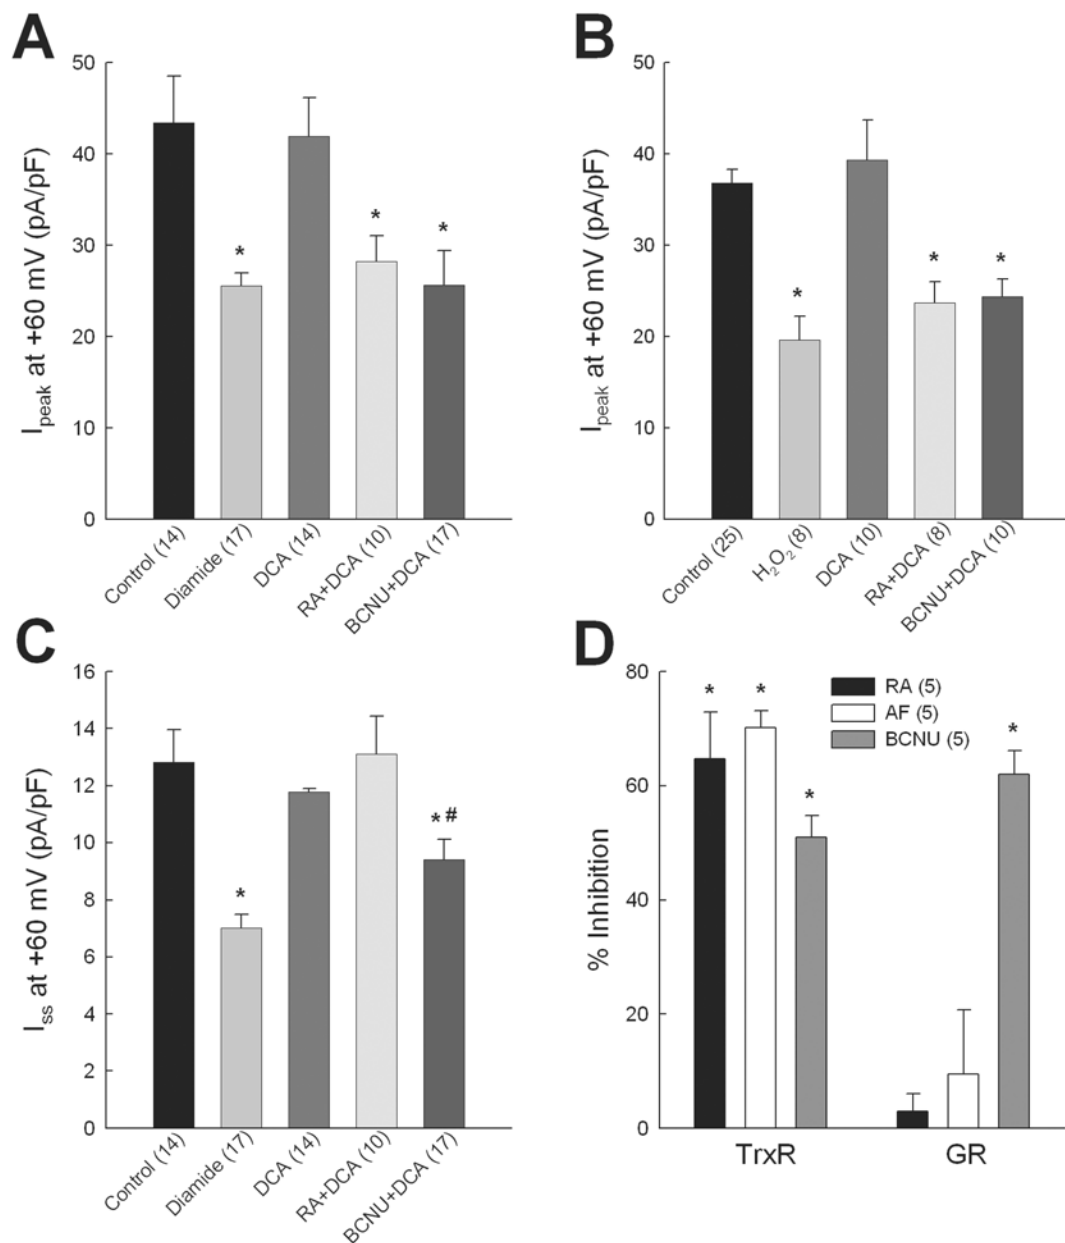 A
I_peak at +60 mV (pA/pF)
50
40
30
20
10
0
*
*
*
Control (14)
Diamide (17)
DCA (14)
RA+DCA (10)
BCNU+DCA (17)
B
I_peak at +60 mV (pA/pF)
50
40
30
20
10
0
*
*
*
Control (25)
H₂O₂ (8)
DCA (10)
RA+DCA (8)
BCNU+DCA (10)
C
I_ss at +60 mV (pA/pF)
16
14
12
10
8
6
4
2
0
*
*#
Control (14)
Diamide (17)
DCA (14)
RA+DCA (10)
BCNU+DCA (17)
D
% Inhibition
80
60
40
20
0
*
*
*
*
RA (5)
AF (5)
BCNU (5)
TrxR
GR